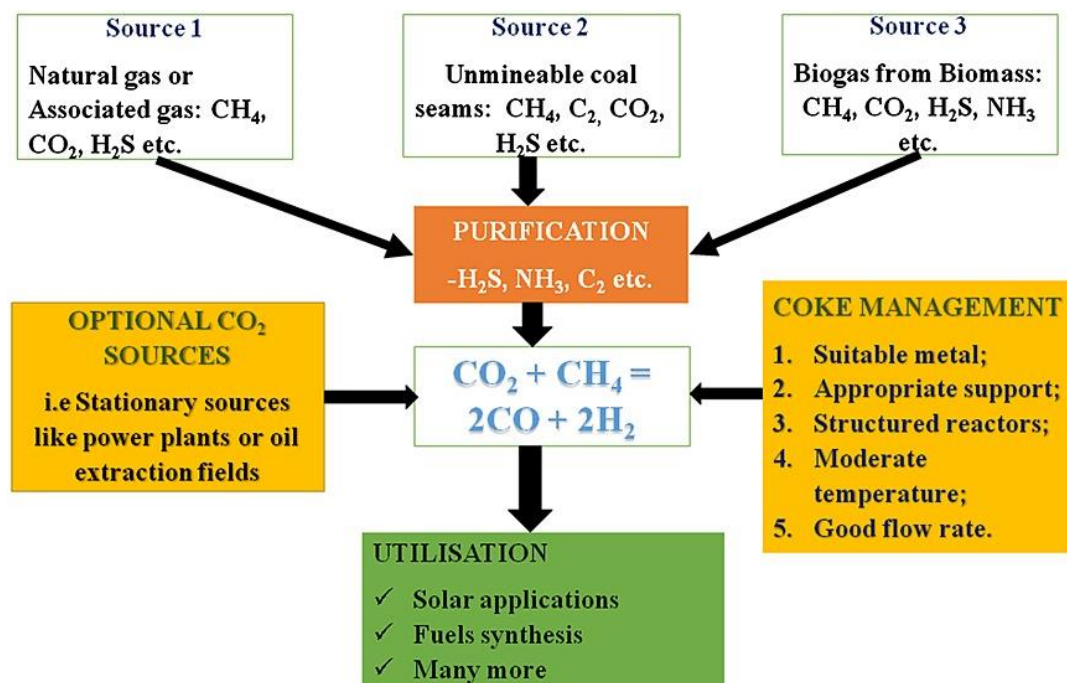 Source 1
Natural gas or
Associated gas: CH₄,
CO₂, H₂S etc.
Source 2
Unmineable coal
seams: CH₄, C₂, CO₂,
H₂S etc.
Source 3
Biogas from Biomass:
CH₄, CO₂, H₂S, NH₃
etc.
PURIFICATION
-H₂S, NH₃, C₂ etc.
OPTIONAL CO₂
SOURCES
i.e Stationary sources
like power plants or oil
extraction fields
CO₂ + CH₄ =
2CO + 2H₂
COKE MANAGEMENT
1. Suitable metal;
2. Appropriate support;
3. Structured reactors;
4. Moderate
temperature;
5. Good flow rate.
UTILISATION
✓ Solar applications
✓ Fuels synthesis
✓ Many more